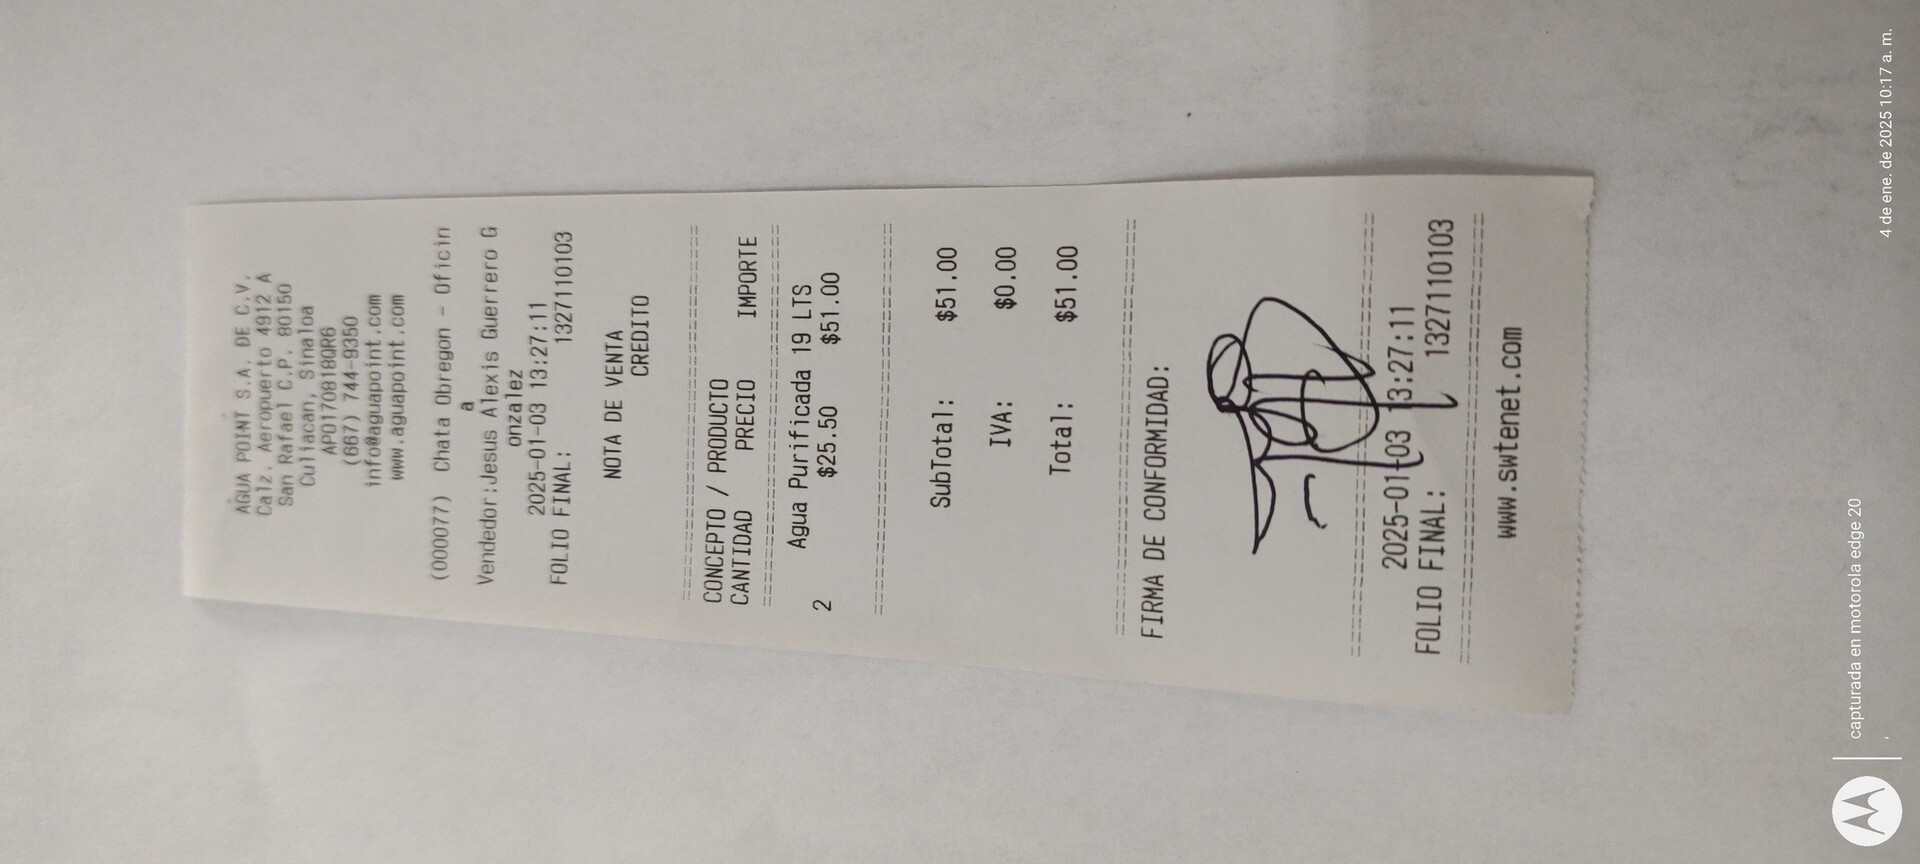 AGUA POINT S.A. DE C.V.
Calz. Aeropuerto 4912 A
San Rafael C.P. 80150
Culiacan, Sinaloa
APO170818QR6
(667) 744-9350
info@aguapoint.com
www.aguapoint.com
(000077) Chata Obregon - Oficin
a
Vendedor:Jesus Alexis Guerrero G
onzalez
2025-01-03 13:27:11
FOLIO FINAL: 1327110103
NOTA DE VENTA
CREDITO
CONCEPTO / PRODUCTO
CANTIDAD PRECIO IMPORTE
Agua Purificada 19 LTS
2 $25.50 $51.00
SubTotal: $51.00
IVA: $0.00
Total: $51.00
FIRMA DE CONFORMIDAD:
2025-01-03 13:27:11
FOLIO FINAL: 1327110103
www.swtenet.com
capturada en motorola edge 20
4 de ene. de 2025 10:17 a. m.